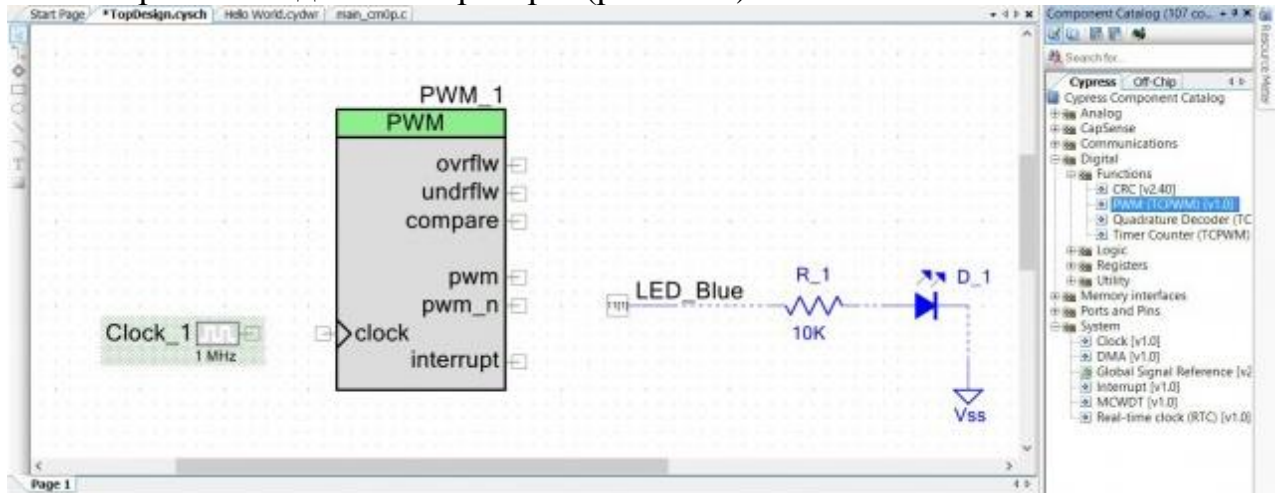 Start Page *TopDesign.cysch Hello World.cydwr main_cm0p.c
PWM_1
PWM
ovrflw
undrflw
compare
pwm
pwm_n
clock
interrupt
Clock_1
1 MHz
LED_Blue
R_1
10K
D_1
Vss
Page 1
Component Catalog (107 co...
Search for...
Cypress Off-Chip
Cypress Component Catalog
Analog
CapSense
Communications
Digital
Functions
CRC [v2.40]
PWM (TCPWM) [v1.0]
Quadrature Decoder (TC
Timer Counter (TCPWM)
Logic
Registers
Utility
Memory interfaces
Ports and Pins
System
Clock [v1.0]
DMA [v1.0]
Global Signal Reference [v2
Interrupt [v1.0]
MCWDT [v1.0]
Real-time clock (RTC) [v1.0]
Resource Meter